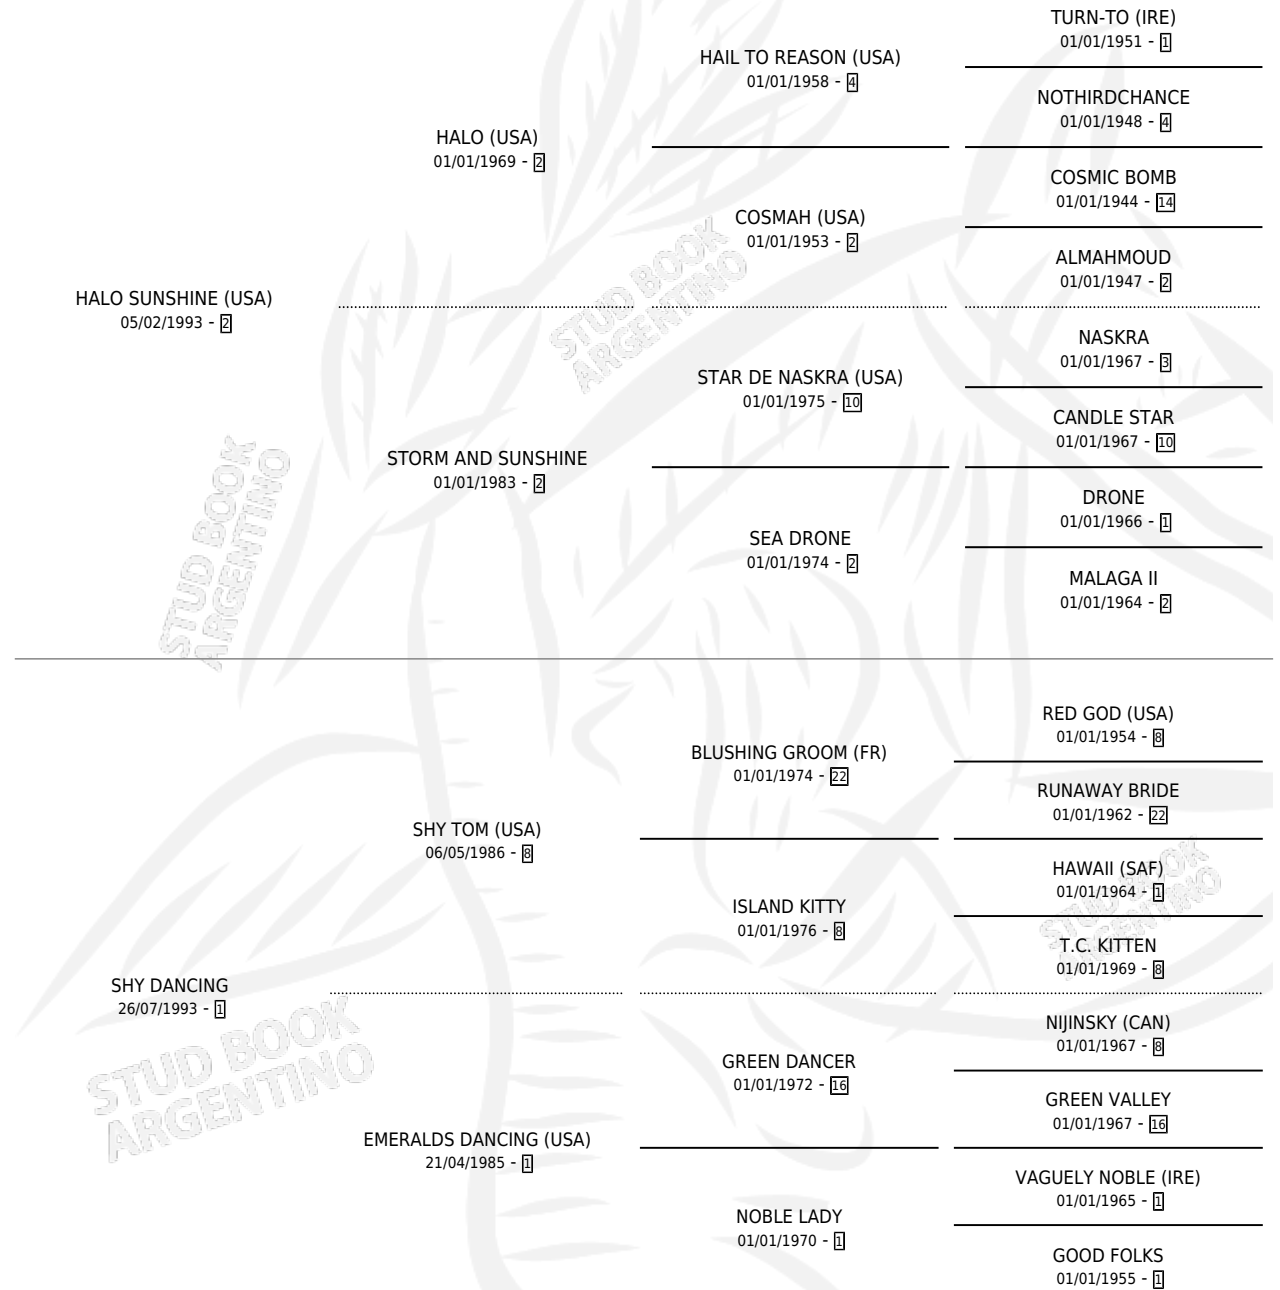 TURN-TO (IRE)
01/01/1951 - 1
HAIL TO REASON (USA)
01/01/1958 - 4
NOTHIRDCHANCE
01/01/1948 - 4
HALO (USA)
01/01/1969 - 2
COSMIC BOMB
01/01/1944 - 14
COSMAH (USA)
01/01/1953 - 2
ALMAHMOUD
01/01/1947 - 2
HALO SUNSHINE (USA)
05/02/1993 - 2
NASKRA
01/01/1967 - 3
STAR DE NASKRA (USA)
01/01/1975 - 10
CANDLE STAR
01/01/1967 - 10
STORM AND SUNSHINE
01/01/1983 - 2
DRONE
01/01/1966 - 1
SEA DRONE
01/01/1974 - 2
MALAGA II
01/01/1964 - 2
RED GOD (USA)
01/01/1954 - 8
BLUSHING GROOM (FR)
01/01/1974 - 22
RUNAWAY BRIDE
01/01/1962 - 22
SHY TOM (USA)
06/05/1986 - 8
HAWAII (SAF)
01/01/1964 - 1
ISLAND KITTY
01/01/1976 - 8
T.C. KITTEN
01/01/1969 - 8
SHY DANCING
26/07/1993 - 1
NIJINSKY (CAN)
01/01/1967 - 8
GREEN DANCER
01/01/1972 - 16
GREEN VALLEY
01/01/1967 - 16
EMERALDS DANCING (USA)
21/04/1985 - 1
VAGUELY NOBLE (IRE)
01/01/1965 - 1
NOBLE LADY
01/01/1970 - 1
GOOD FOLKS
01/01/1955 - 1
STUD BOOK
ARGENTINO
STUD BOOK
ARGENTINO
STUD BOOK
ARGENTINO
STUD BOOK
ARGENTINO